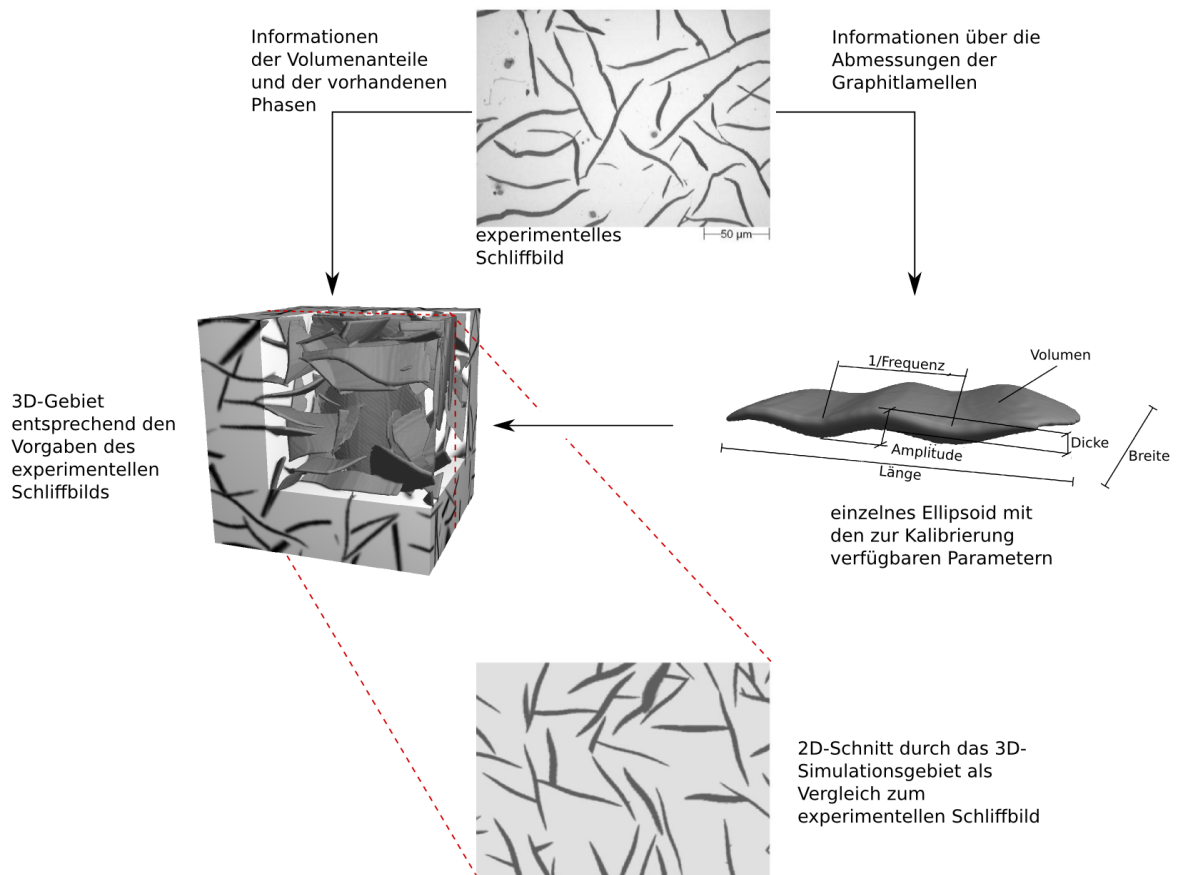 Informationen
der Volumenanteile
und der vorhandenen
Phasen
Informationen über die
Abmessungen der
Graphitlamellen
50 µm
experimentelles
Schliffbild
3D-Gebiet
entsprechend den
Vorgaben des
experimentellen
Schliffbilds
1/Frequenz
Volumen
Amplitude
Dicke
Breite
Länge
einzelnes Ellipsoid mit
den zur Kalibrierung
verfügbaren Parametern
2D-Schnitt durch das 3D-
Simulationsgebiet als
Vergleich zum
experimentellen Schliffbild